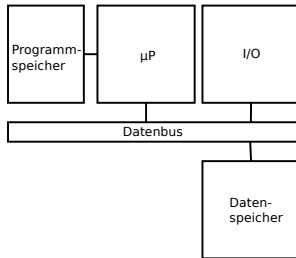 Programm-
speicher
µP
I/O
Datenbus
Daten-
speicher